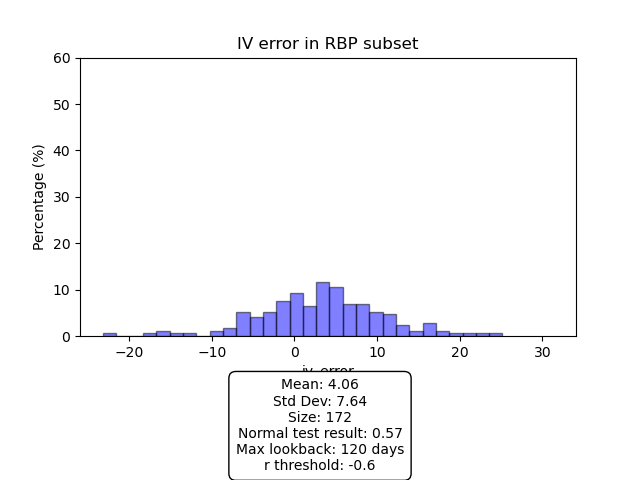 IV error in RBP subset
Percentage (%)
60
50
40
30
20
10
0
−20
−10
0
10
20
30
iv_error
Mean: 4.06
Std Dev: 7.64
Size: 172
Normal test result: 0.57
Max lookback: 120 days
r threshold: -0.6